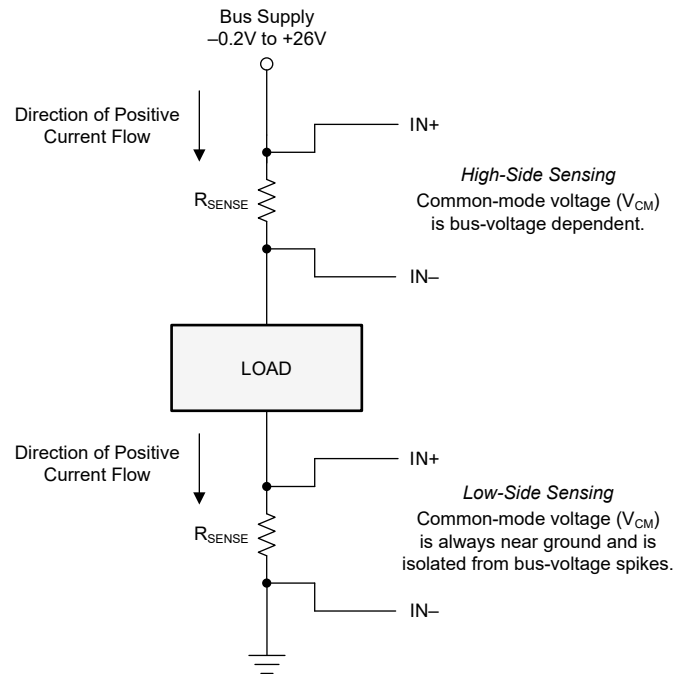 Bus Supply
–0.2V to +26V
Direction of Positive
Current Flow
IN+
R_SENSE
High-Side Sensing
Common-mode voltage (V_CM)
is bus-voltage dependent.
IN–
LOAD
Direction of Positive
Current Flow
IN+
R_SENSE
Low-Side Sensing
Common-mode voltage (V_CM)
is always near ground and is
isolated from bus-voltage spikes.
IN–